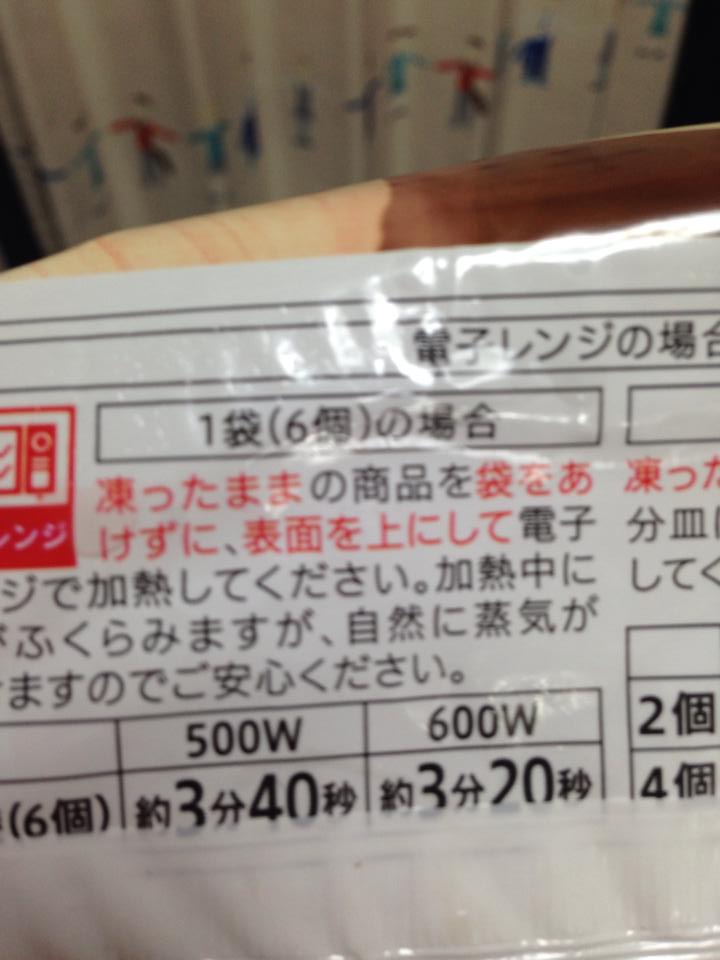 電子レンジの場合
1袋(6個)の場合
凍ったままの商品を袋をあ
けずに、表面を上にして電子
ジで加熱してください。加熱中に
がふくらみますが、自然に蒸気が
けますのでご安心ください。
レンジ
500W 600W
(6個) 約3分40秒 約3分20秒
凍った
分皿に
してく
2個
4個